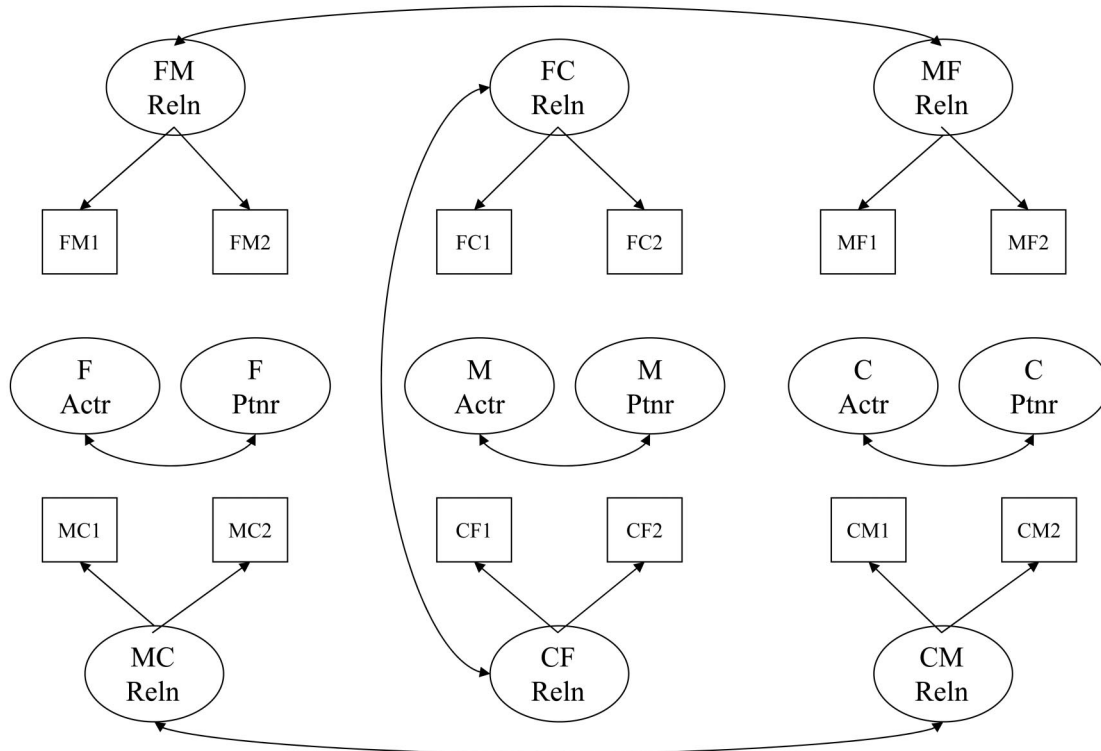 FM
Reln
FC
Reln
MF
Reln
FM1
FM2
FC1
FC2
MF1
MF2
F
Actr
F
Ptnr
M
Actr
M
Ptnr
C
Actr
C
Ptnr
MC1
MC2
CF1
CF2
CM1
CM2
MC
Reln
CF
Reln
CM
Reln